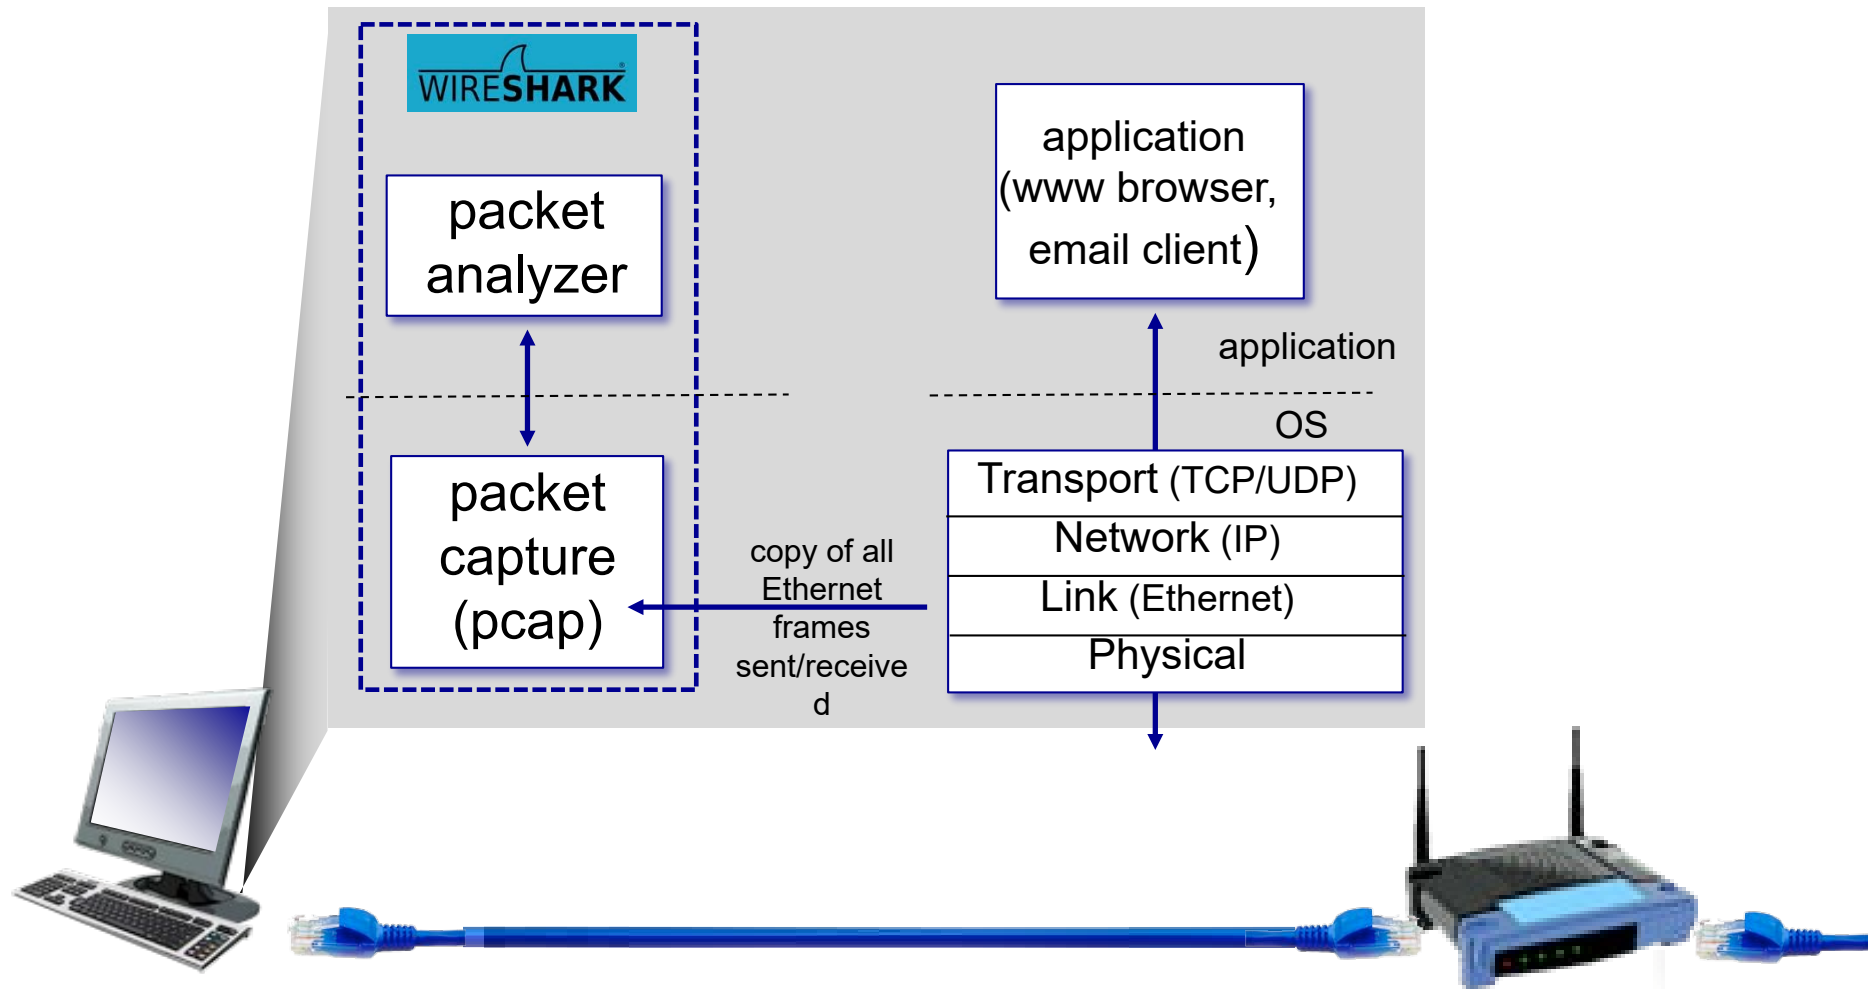 WIRESHARK
packet
analyzer
packet
capture
(pcap)
copy of all
Ethernet
frames
sent/receive
d
application
(www browser,
email client)
application
OS
Transport (TCP/UDP)
Network (IP)
Link (Ethernet)
Physical